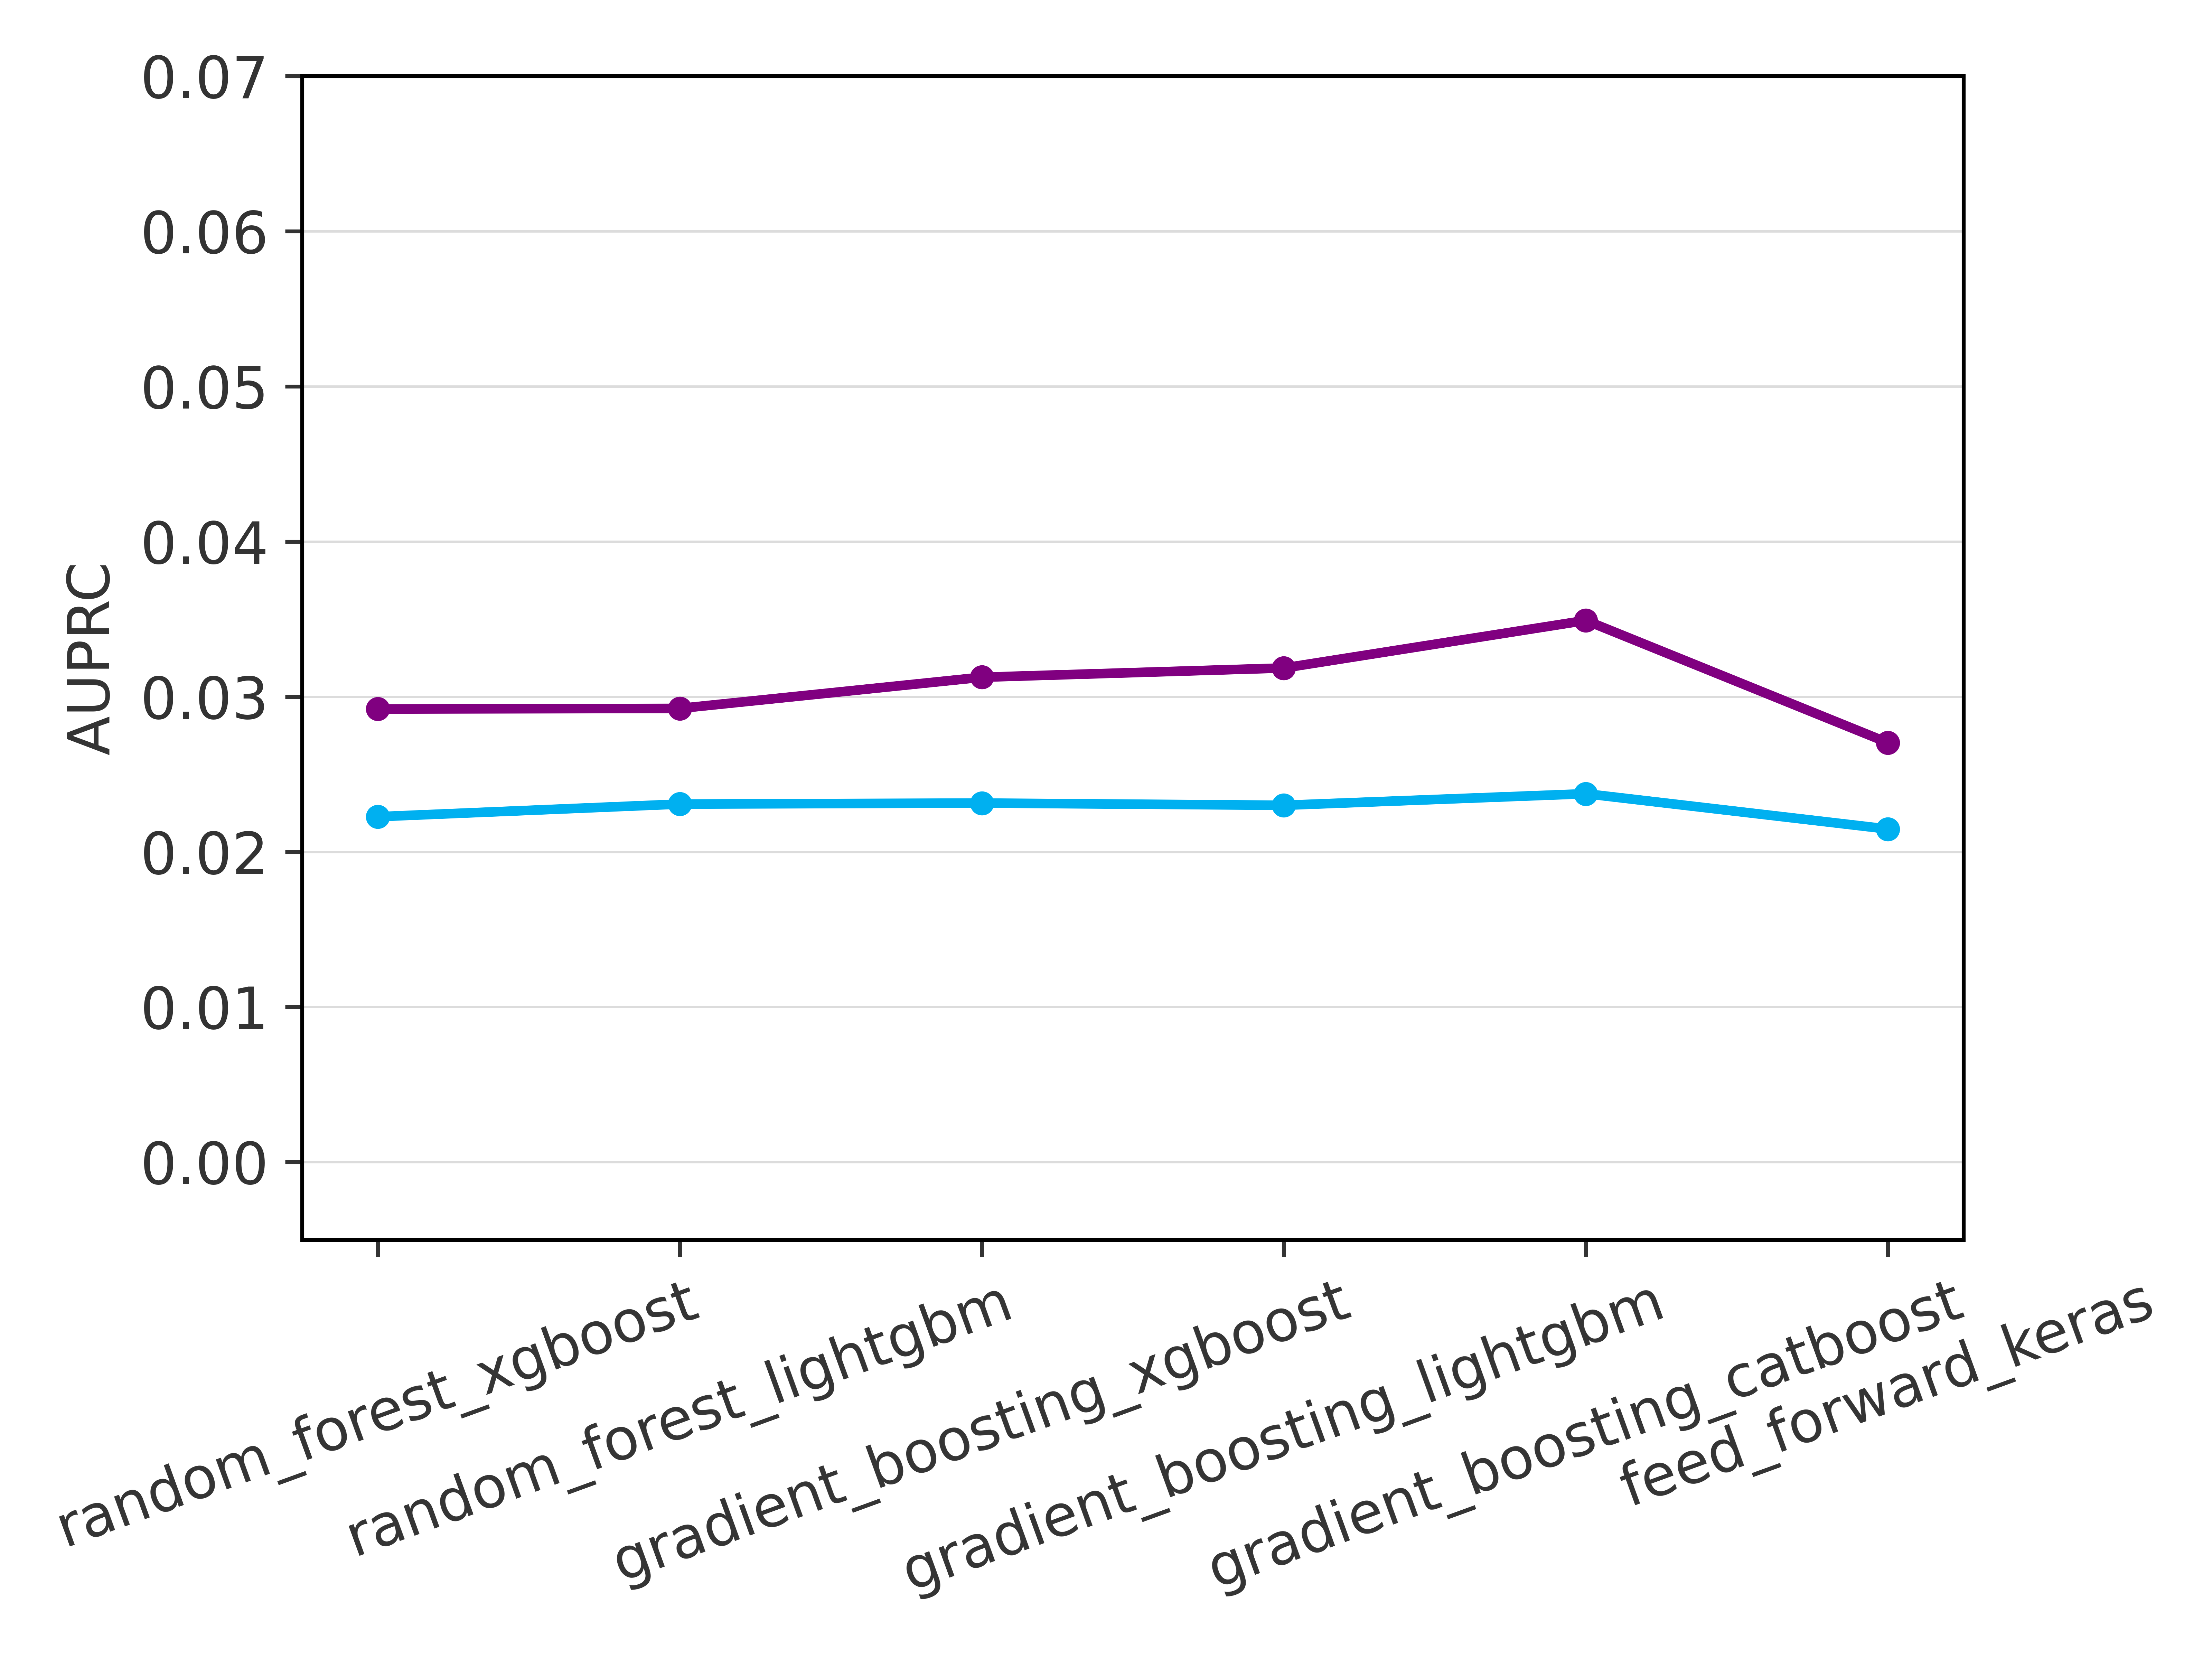 0.07
0.06
0.05
0.04
0.03
0.02
0.01
0.00
AUPRC
random_forest_xgboost
random_forest_lightgbm
gradient_boosting_xgboost
gradient_boosting_lightgbm
gradient_boosting_catboost
feed_forward_keras